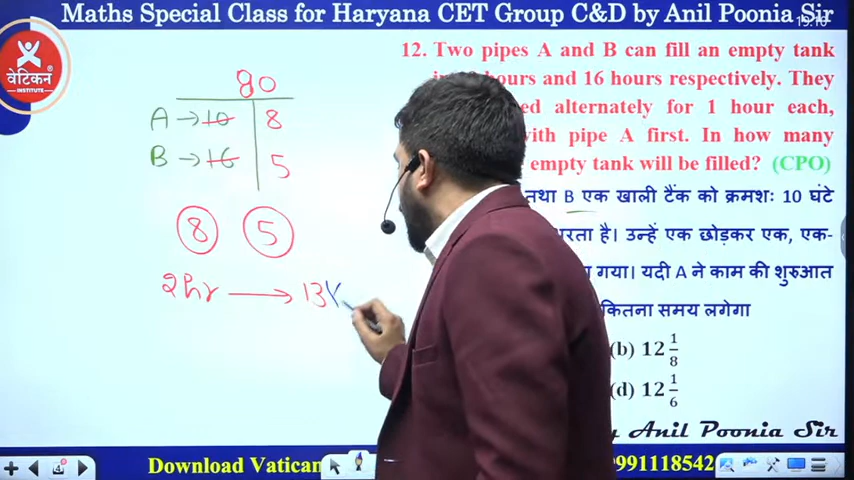 Maths Special Class for Haryana CET Group C&D by Anil Poonia Sir
19:10
वेटिकन
INSTITUTE
80
A → 10 8
B → 16 5
8 5
2hr → 13
12. Two pipes A and B can fill an empty tank
hours and 16 hours respectively. They
alternately for 1 hour each,
with pipe A first. In how many
empty tank will be filled? (CPO)
तथा B एक खाली टैंक को क्रमशः 10 घंटे
है। उन्हें एक छोड़कर एक, एक-
गया। यदी A ने काम की शुरुआत
कितना समय लगेगा
(b) 12 1/8
(d) 12 1/6
Anil Poonia Sir
Download Vatican
991118542